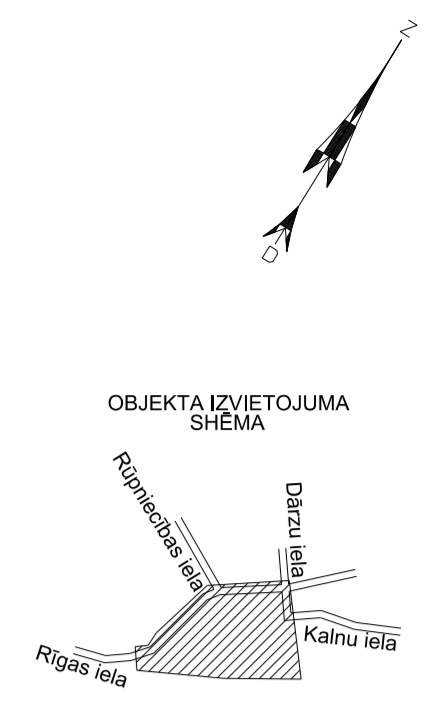 Z
D
OBJEKTA IZVIETOJUMA
SHĒMA
Rūpniecības iela
Dārzu iela
Rīgas iela
Kalnu iela